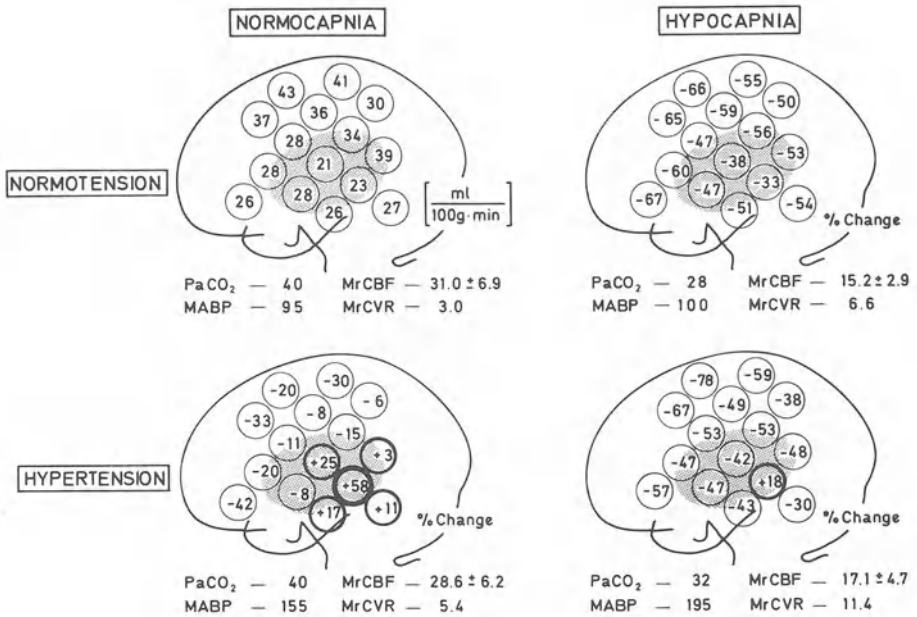 NORMOCAPNIA
HYPOCAPNIA
NORMOTENSION
43 41
37 36 30
28 34
28 21 39
26 28 23
26 27
[ml / 100g·min]
PaCO₂ — 40 MrCBF — 31.0 ± 6.9
MABP — 95 MrCVR — 3.0
-66 -55
-65 -59 -50
-47 -56
-60 -38 -53
-67 -47 -33
-51 -54
% Change
PaCO₂ — 28 MrCBF — 15.2 ± 2.9
MABP — 100 MrCVR — 6.6
HYPERTENSION
-20 -30
-33 -8 -6
-11 -15
-20 +25 +3
-42 -8 +58
+17 +11
% Change
PaCO₂ — 40 MrCBF — 28.6 ± 6.2
MABP — 155 MrCVR — 5.4
-78 -59
-67 -49 -38
-53 -53
-47 -42 -48
-57 -47 +18
-43 -30
% Change
PaCO₂ — 32 MrCBF — 17.1 ± 4.7
MABP — 195 MrCVR — 11.4